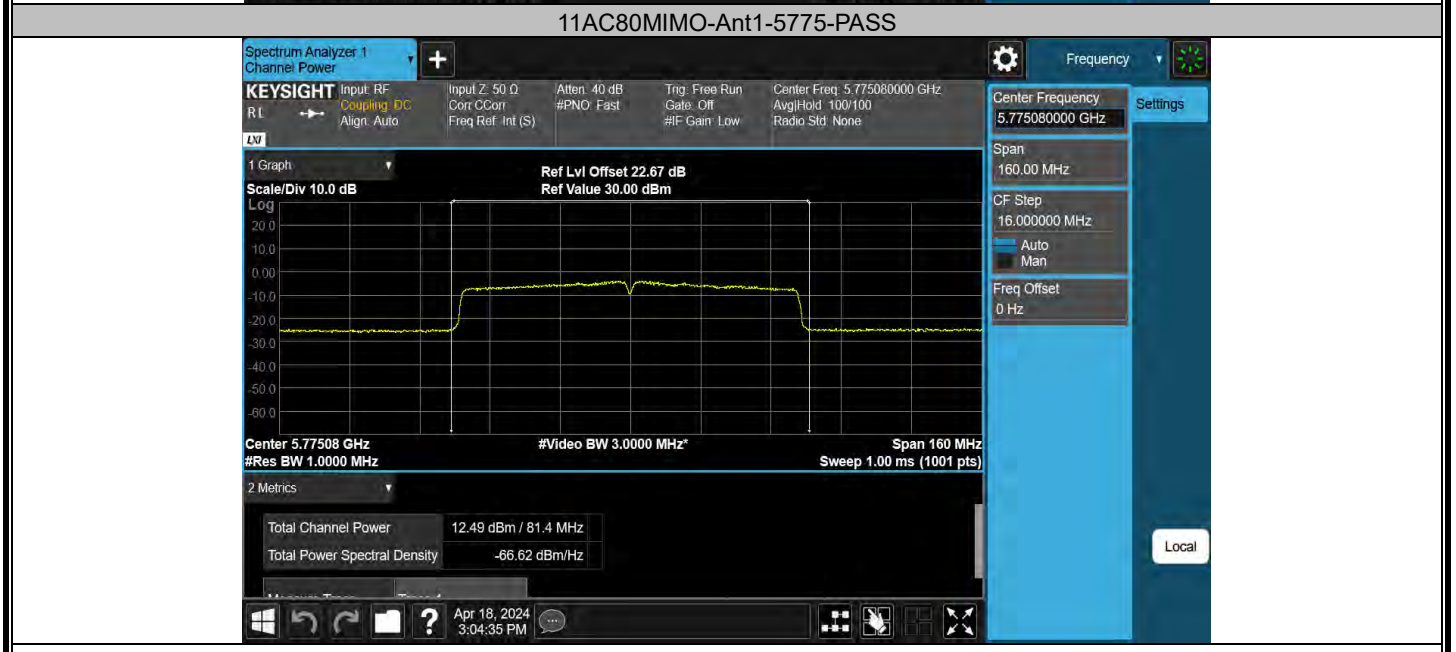 11AC80MIMO-Ant1-5775-PASS
Spectrum Analyzer 1
Channel Power
+
Frequency
KEYSIGHT
RL
LXI
Input: RF
Coupling: DC
Align: Auto
Input Z: 50 Ω
Corr CCorr
Freq Ref: Int (S)
Atten: 40 dB
#PNO: Fast
Trig: Free Run
Gate: Off
#IF Gain: Low
Center Freq: 5.775080000 GHz
Avg|Hold: 100/100
Radio Std: None
Center Frequency
5.775080000 GHz
Settings
Span
160.00 MHz
CF Step
16.000000 MHz
Auto
Man
Freq Offset
0 Hz
1 Graph
Scale/Div 10.0 dB
Ref Lvl Offset 22.67 dB
Ref Value 30.00 dBm
Log
20.0
10.0
0.00
-10.0
-20.0
-30.0
-40.0
-50.0
-60.0
Center 5.77508 GHz
#Res BW 1.0000 MHz
#Video BW 3.0000 MHz*
Span 160 MHz
Sweep 1.00 ms (1001 pts)
2 Metrics
Total Channel Power 12.49 dBm / 81.4 MHz
Total Power Spectral Density -66.62 dBm/Hz
Local
?
Apr 18, 2024
3:04:35 PM